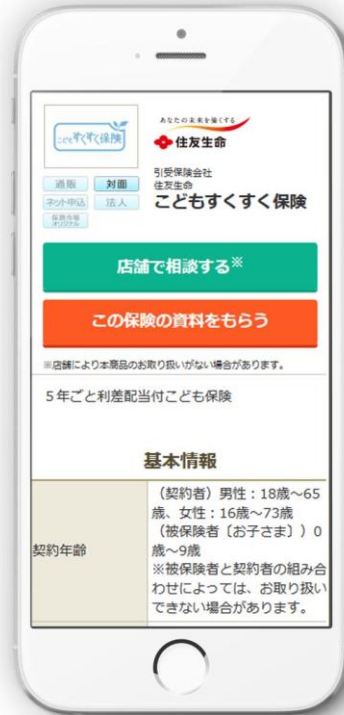 こどもすくすく保険
あなたの未来を強くする
住友生命
通販
対面
ネット申込
法人
保険市場
オリジナル
引受保険会社
住友生命
こどもすくすく保険
店舗で相談する※
この保険の資料をもらう
※店舗により本商品のお取り扱いがない場合があります。
5年ごと利差配当付こども保険
基本情報
契約年齢
（契約者）男性：18歳～65
歳、女性：16歳～73歳
（被保険者〔お子さま〕）0
歳～9歳
※被保険者と契約者の組み合
わせによっては、お取り扱い
できない場合があります。